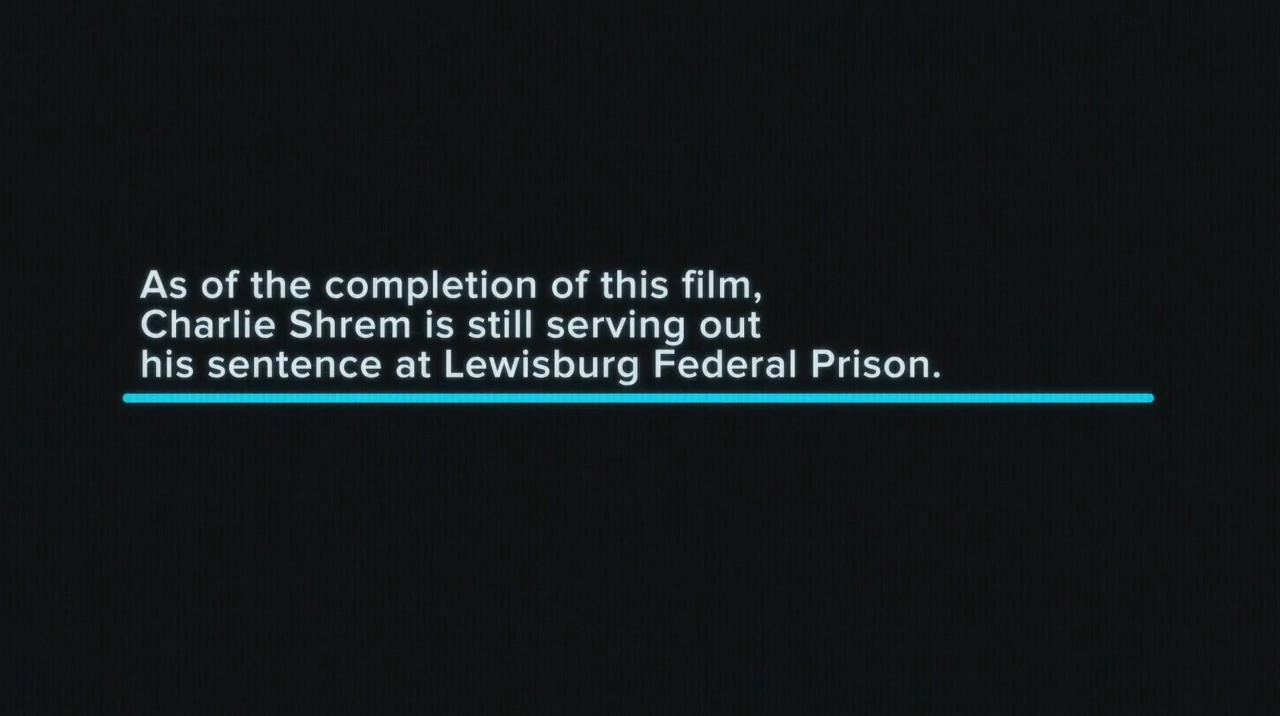 As of the completion of this film,
Charlie Shrem is still serving out
his sentence at Lewisburg Federal Prison.